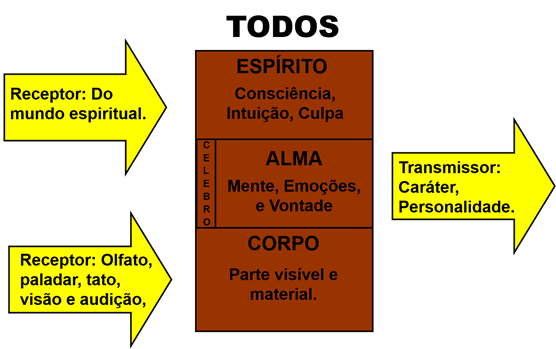 TODOS
Receptor: Do
mundo espiritual.
ESPÍRITO
Consciência,
Intuição, Culpa
CELEBRO
ALMA
Mente, Emoções,
e Vontade
Transmissor:
Caráter,
Personalidade.
Receptor: Olfato,
paladar, tato,
visão e audição,
CORPO
Parte visível e
material.